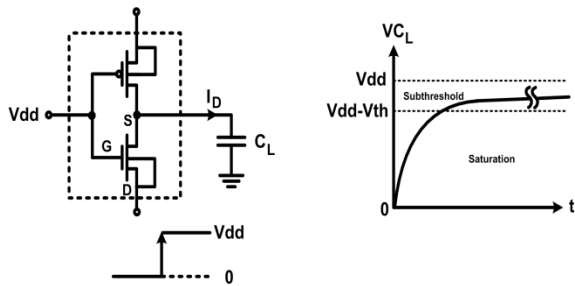 Vdd
G
S
D
I_D
C_L
Vdd
0
VC_L
Vdd
Subthreshold
Vdd-Vth
Saturation
0
t